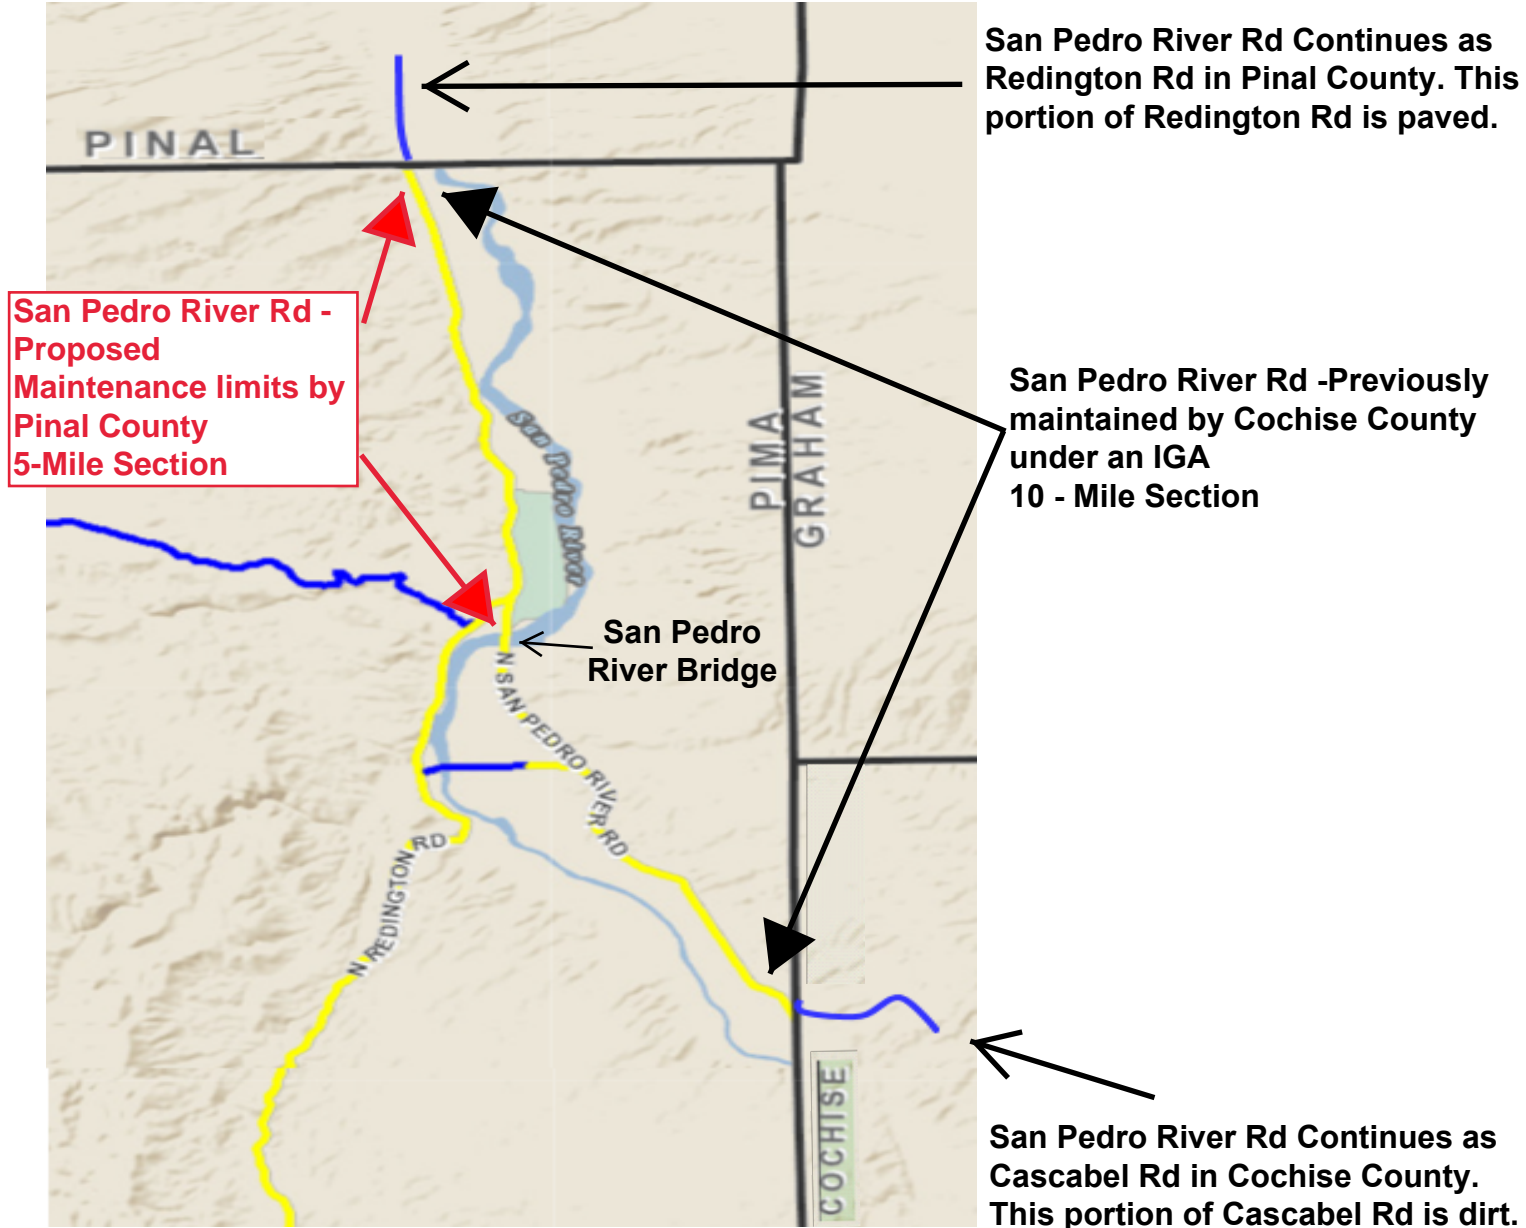 San Pedro River Rd Continues as
Redington Rd in Pinal County. This
portion of Redington Rd is paved.
PINAL
San Pedro River Rd -
Proposed
Maintenance limits by
Pinal County
5-Mile Section
San Pedro River Rd -Previously
maintained by Cochise County
under an IGA
10 - Mile Section
PIMA
GRAHAM
San Pedro River
San Pedro
River Bridge
N SAN PEDRO RIVER RD
N REDINGTON RD
COCHISE
San Pedro River Rd Continues as
Cascabel Rd in Cochise County.
This portion of Cascabel Rd is dirt.